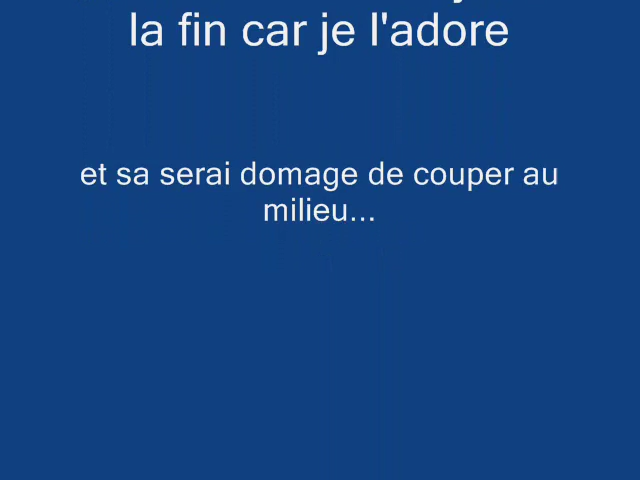 la fin car je l'adore
et sa serai domage de couper au
milieu...